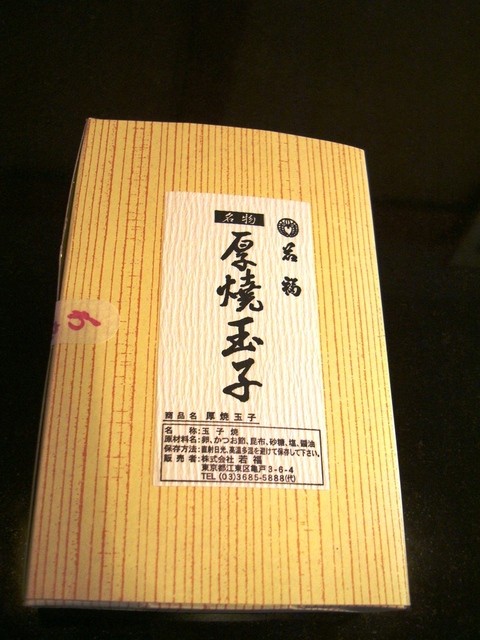 若福
名物
厚焼玉子
商品名 厚焼玉子
名　称:玉子焼
原材料名:卵、かつお節、昆布、砂糖、塩、醤油
保存方法:直射日光、高温多湿を避けて保存して下さい。
販売者:株式会社 若福
東京都江東区亀戸3-6-4
TEL (03)3685-5888(代)